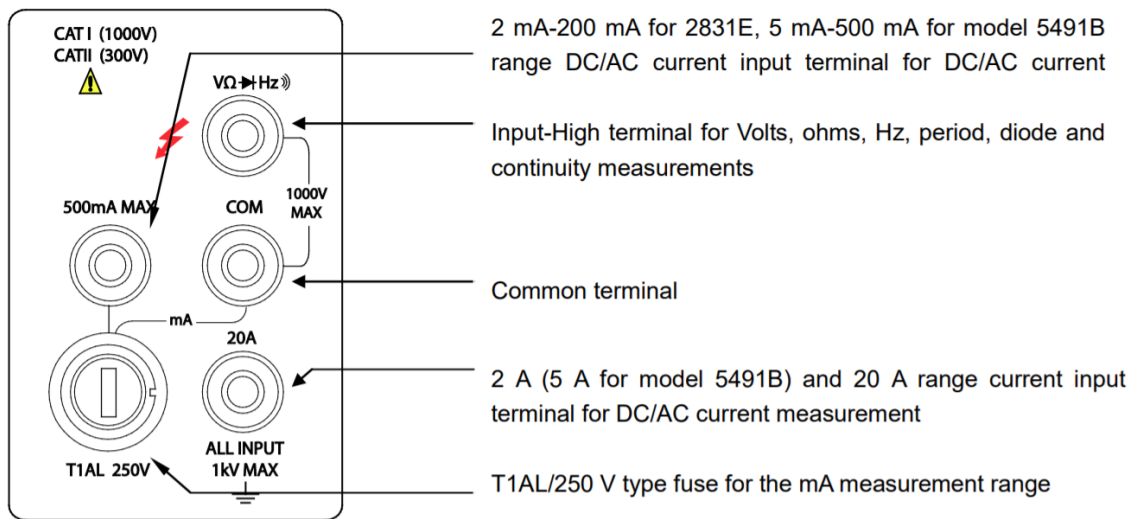 CAT I (1000V)
CATII (300V)
VΩ Hz
500mA MAX
COM
1000V
MAX
mA
20A
ALL INPUT
1kV MAX
T1AL 250V
2 mA-200 mA for 2831E, 5 mA-500 mA for model 5491B
range DC/AC current input terminal for DC/AC current
Input-High terminal for Volts, ohms, Hz, period, diode and
continuity measurements
Common terminal
2 A (5 A for model 5491B) and 20 A range current input
terminal for DC/AC current measurement
T1AL/250 V type fuse for the mA measurement range